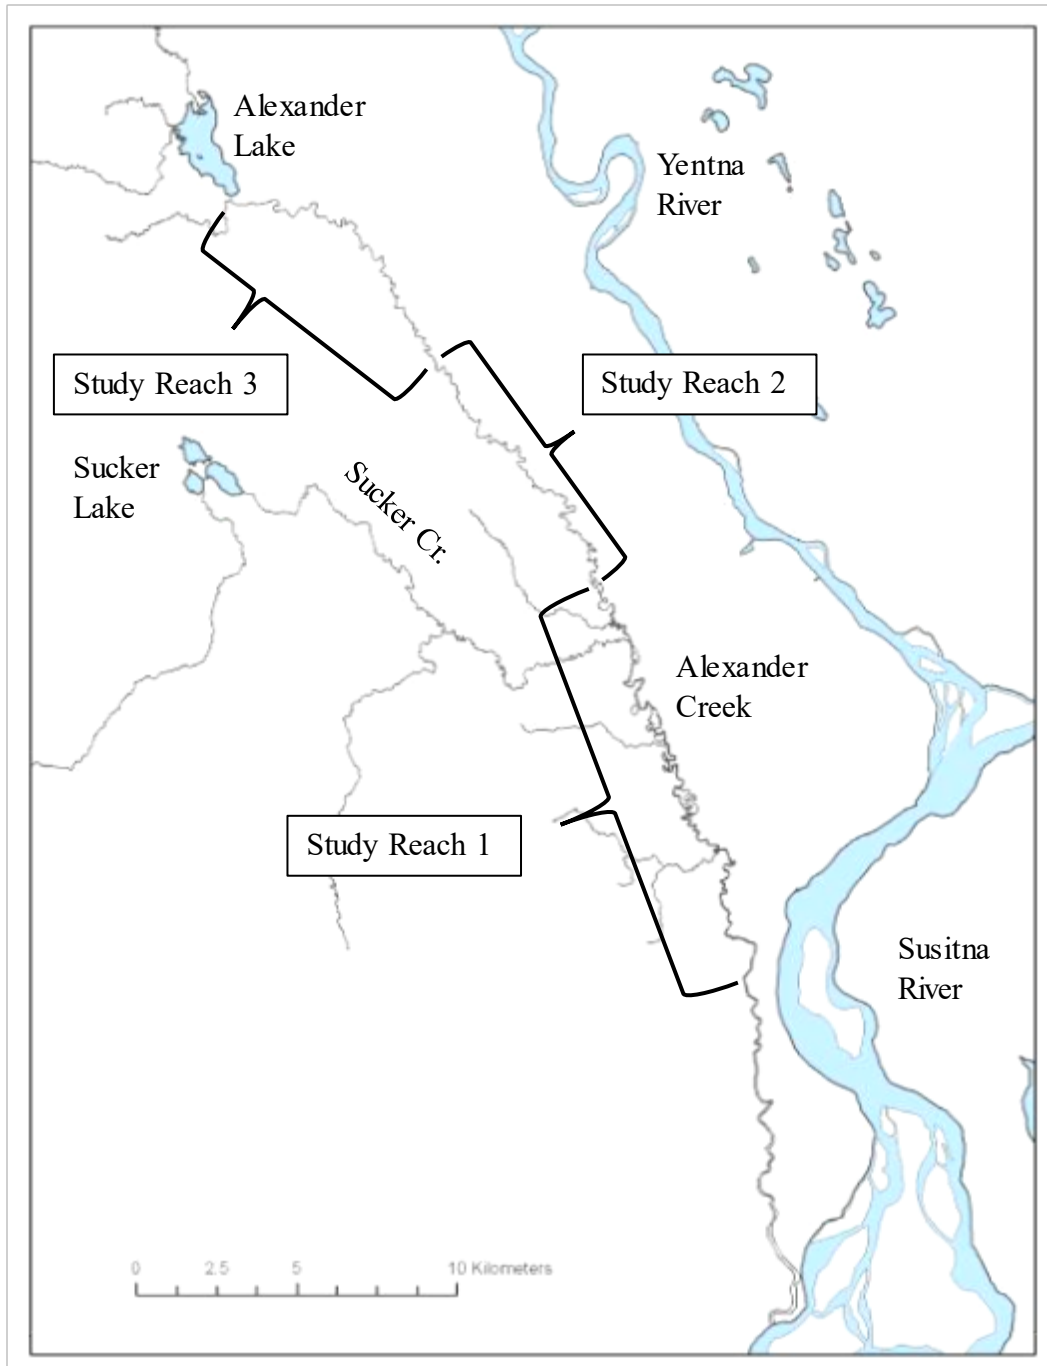 Alexander
Lake
Yentna
River
Study Reach 3
Study Reach 2
Sucker
Lake
Sucker Cr.
Alexander
Creek
Study Reach 1
Susitna
River
0 2.5 5 10 Kilometers